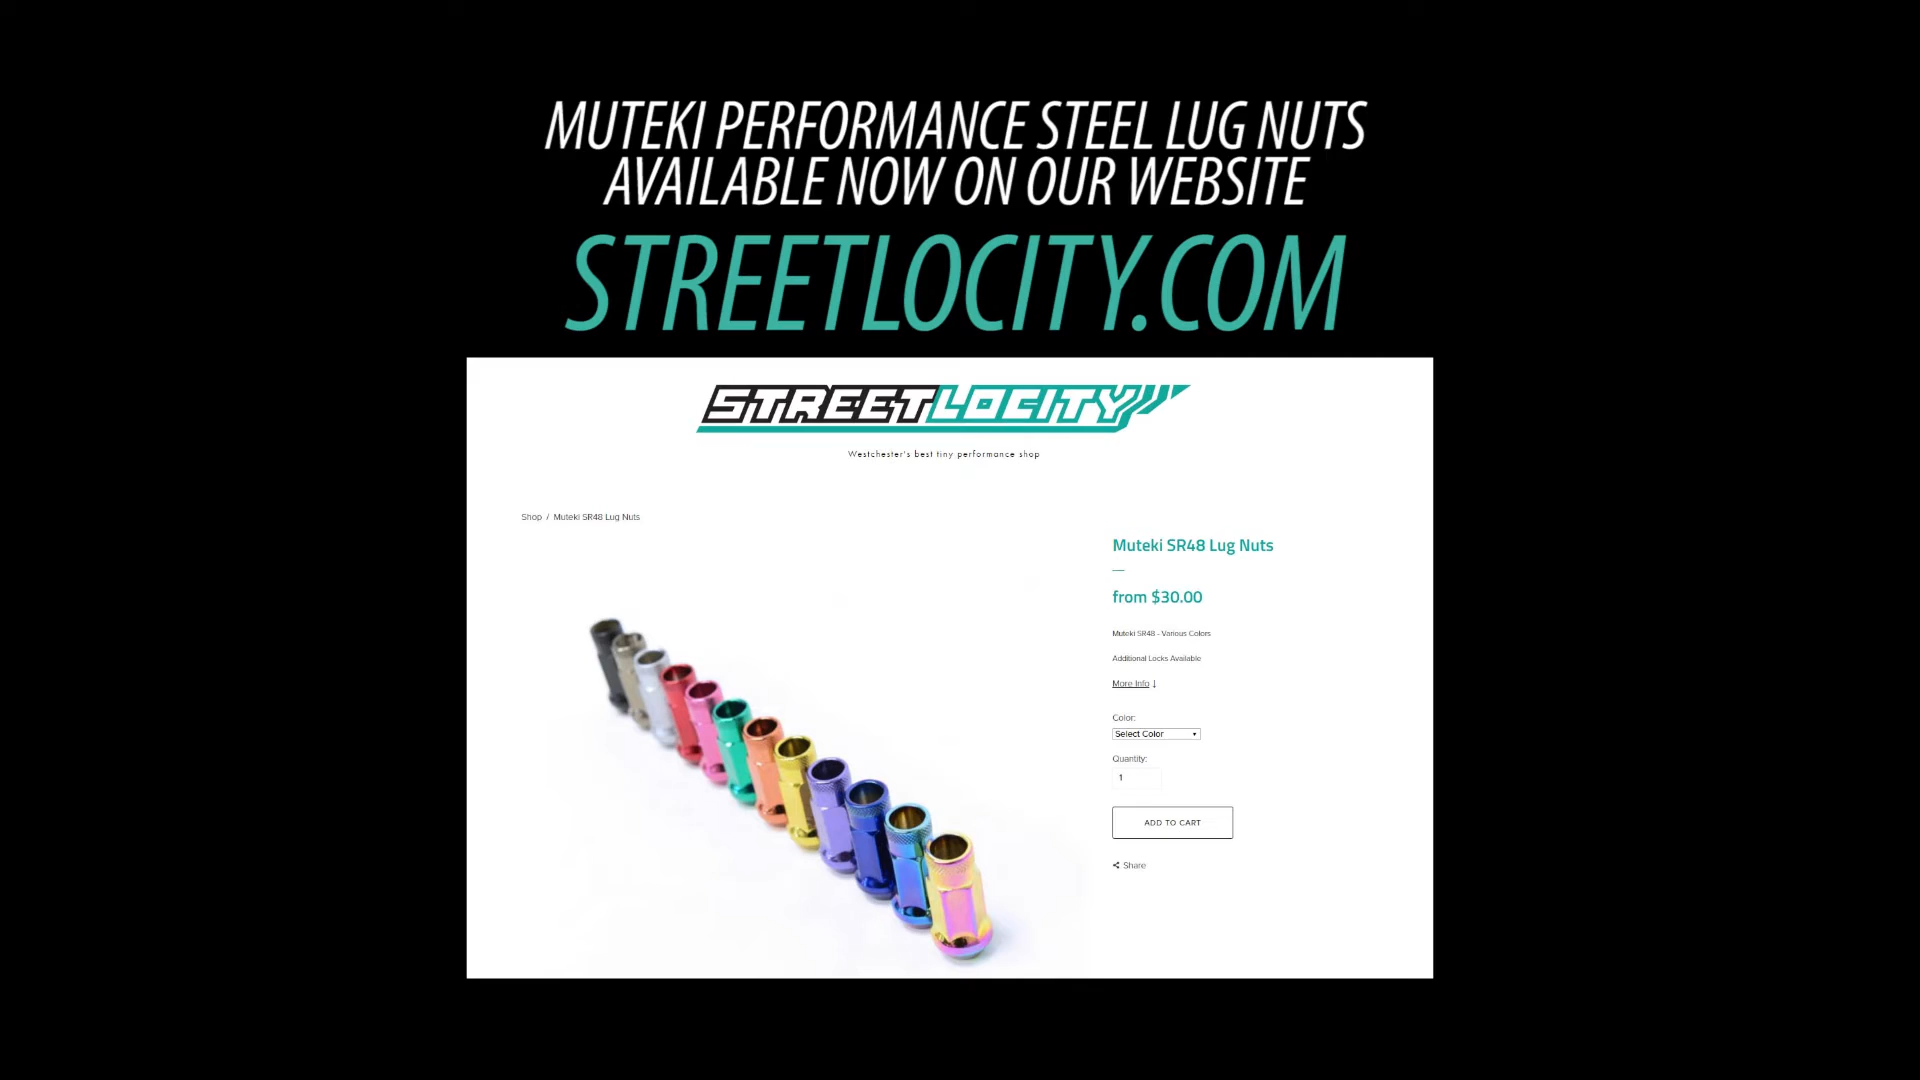 MUTEKI PERFORMANCE STEEL LUG NUTS
AVAILABLE NOW ON OUR WEBSITE
STREETLOCITY.COM
STREETLOCITY
Westchester's best tiny performance shop
Shop / Muteki SR48 Lug Nuts
Muteki SR48 Lug Nuts
from $30.00
Muteki SR48 - Various Colors
Additional Locks Available
More Info ↓
Color:
Select Color
Quantity:
1
ADD TO CART
Share